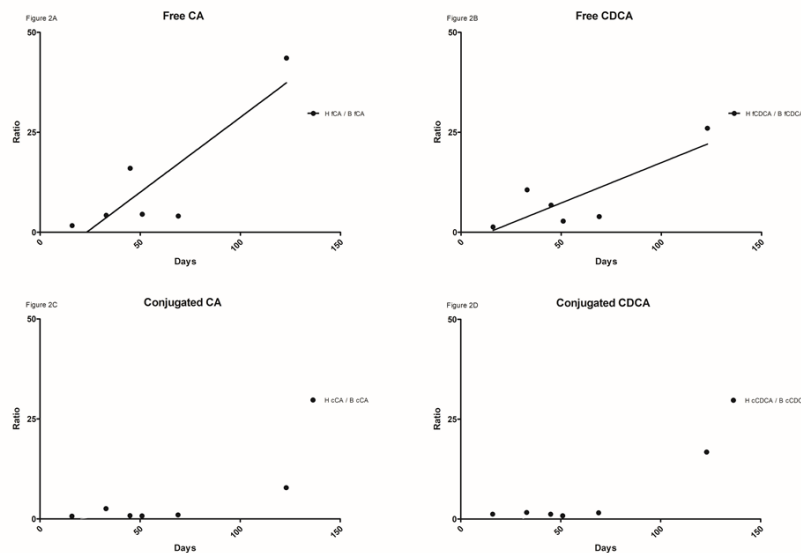 Figure 2A
Free CA
50
25
0
Ratio
0
50
100
150
Days
H fCA / B fCA
Figure 2B
Free CDCA
50
25
0
Ratio
0
50
100
150
Days
H fCDCA / B fCDCA
Figure 2C
Conjugated CA
50
25
0
Ratio
0
50
100
150
Days
H cCA / B cCA
Figure 2D
Conjugated CDCA
50
25
0
Ratio
0
50
100
150
Days
H cCDCA / B cCDC